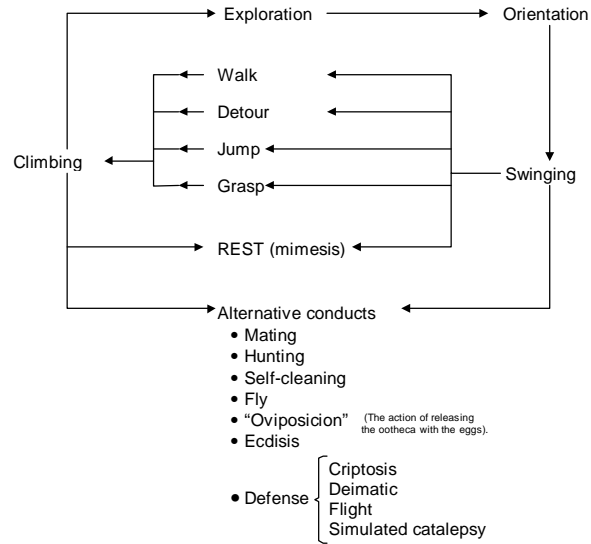 Exploration
Orientation
Walk
Detour
Climbing
Jump
Grasp
Swinging
REST (mimesis)
Alternative conducts
• Mating
• Hunting
• Self-cleaning
• Fly
• “Oviposicion” (The action of releasing
the ootheca with the eggs).
• Ecdisis
• Defense
Criptosis
Deimatic
Flight
Simulated catalepsy